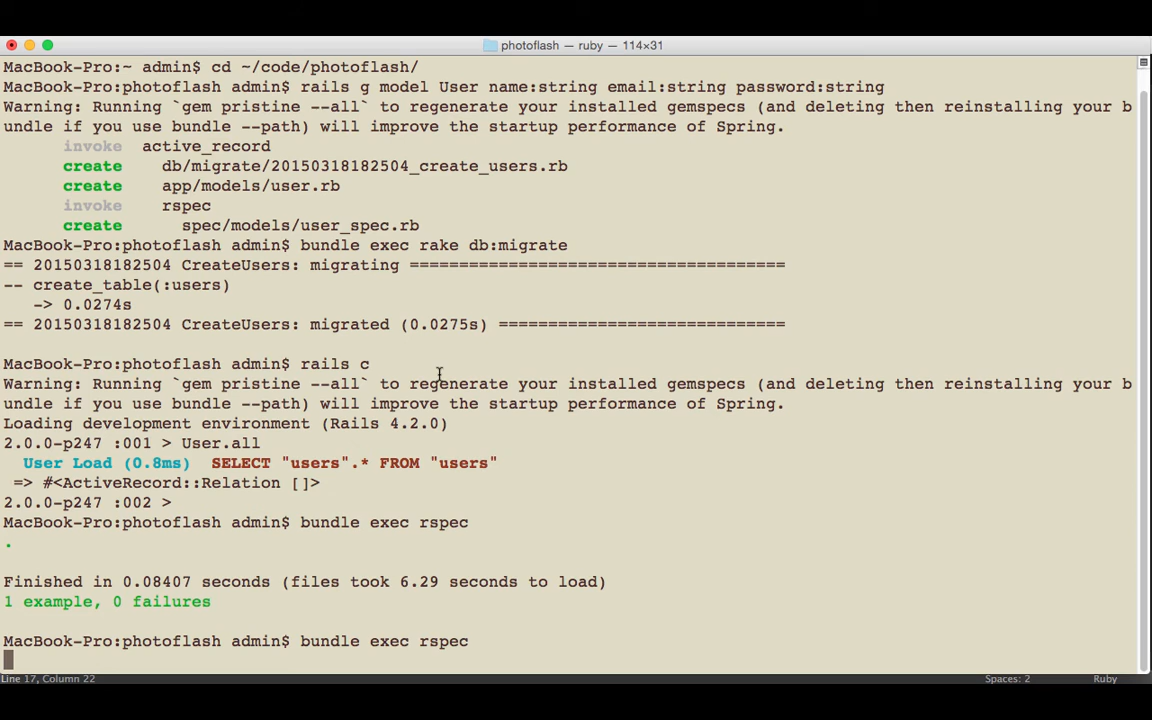 photoflash — ruby — 114×31
MacBook-Pro:~ admin$ cd ~/code/photoflash/
MacBook-Pro:photoflash admin$ rails g model User name:string email:string password:string
Warning: Running `gem pristine --all` to regenerate your installed gemspecs (and deleting then reinstalling your b
undle if you use bundle --path) will improve the startup performance of Spring.
invoke  active_record
create    db/migrate/20150318182504_create_users.rb
create    app/models/user.rb
invoke    rspec
create      spec/models/user_spec.rb
MacBook-Pro:photoflash admin$ bundle exec rake db:migrate
== 20150318182504 CreateUsers: migrating ======================================
-- create_table(:users)
   -> 0.0274s
== 20150318182504 CreateUsers: migrated (0.0275s) =============================
MacBook-Pro:photoflash admin$ rails c
Warning: Running `gem pristine --all` to regenerate your installed gemspecs (and deleting then reinstalling your b
undle if you use bundle --path) will improve the startup performance of Spring.
Loading development environment (Rails 4.2.0)
2.0.0-p247 :001 > User.all
  User Load (0.8ms)  SELECT "users".* FROM "users"
 => #<ActiveRecord::Relation []>
2.0.0-p247 :002 >
MacBook-Pro:photoflash admin$ bundle exec rspec
.
Finished in 0.08407 seconds (files took 6.29 seconds to load)
1 example, 0 failures
MacBook-Pro:photoflash admin$ bundle exec rspec
Line 17, Column 22 Spaces: 2 Ruby